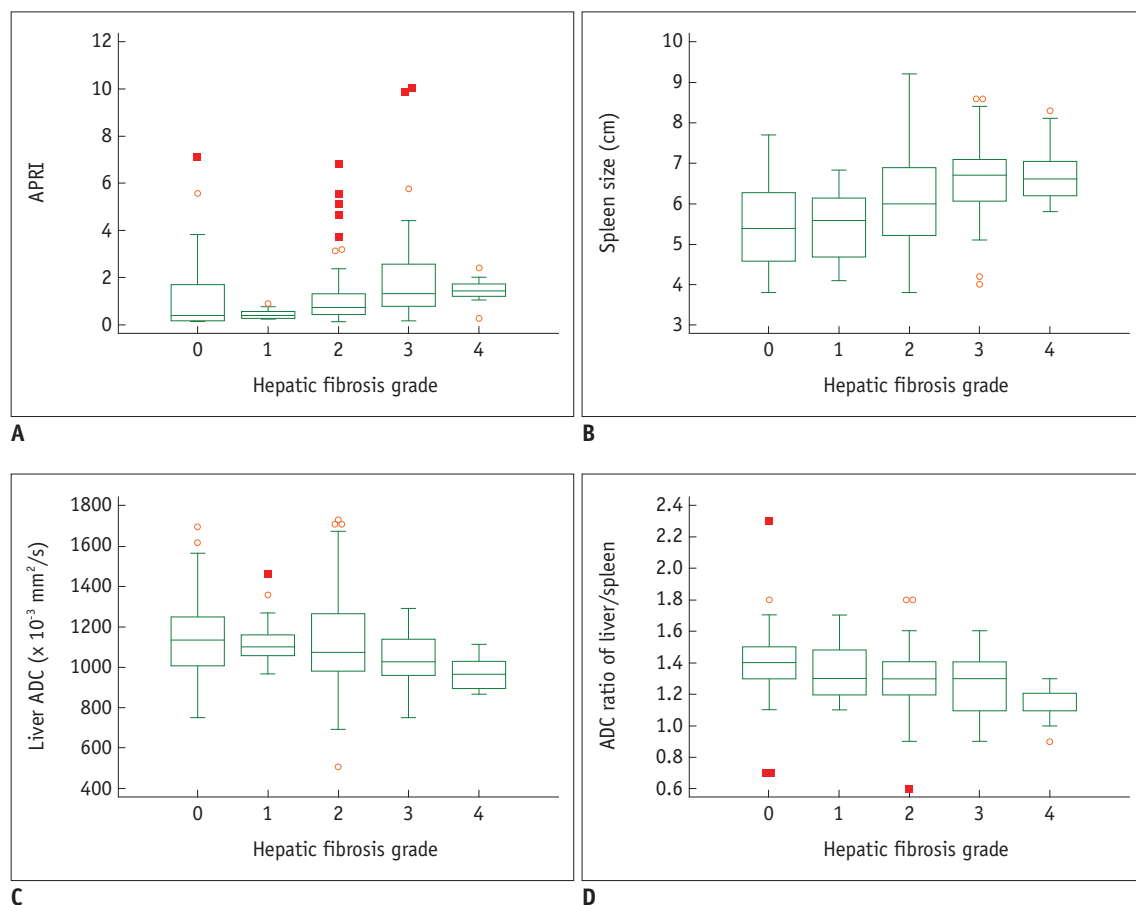 12
10
8
6
4
2
0
APRI
0 1 2 3 4
Hepatic fibrosis grade
A
10
9
8
7
6
5
4
3
Spleen size (cm)
0 1 2 3 4
Hepatic fibrosis grade
B
1800
1600
1400
1200
1000
800
600
400
Liver ADC (x 10⁻³ mm²/s)
0 1 2 3 4
Hepatic fibrosis grade
C
2.4
2.2
2.0
1.8
1.6
1.4
1.2
1.0
0.8
0.6
ADC ratio of liver/spleen
0 1 2 3 4
Hepatic fibrosis grade
D